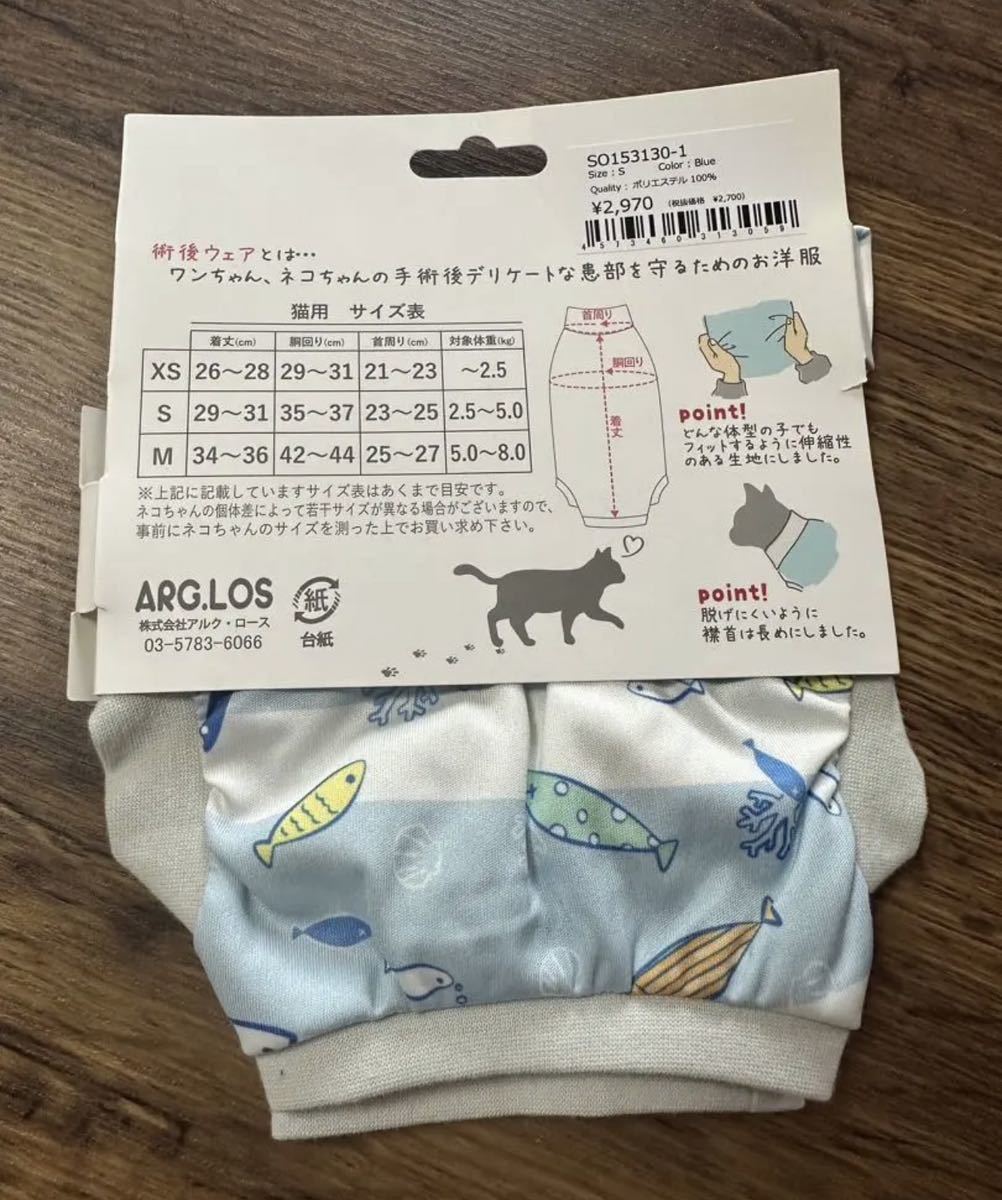 SO153130-1
Size : S Color : Blue
Quality : ポリエステル 100%
¥2,970 (税抜価格 ¥2,700)
4573460313059
術後ウェアとは…
ワンちゃん、ネコちゃんの手術後デリケートな患部を守るためのお洋服
猫用 サイズ表
着丈(cm) 胴回り(cm) 首周り(cm) 対象体重(kg)
XS 26〜28 29〜31 21〜23 〜2.5
S 29〜31 35〜37 23〜25 2.5〜5.0
M 34〜36 42〜44 25〜27 5.0〜8.0
※上記に記載していますサイズ表はあくまで目安です。
ネコちゃんの個体差によって若干サイズが異なる場合がございますので、
事前にネコちゃんのサイズを測った上でお買い求め下さい。
首周り
胴回り
着丈
point!
どんな体型の子でも
フィットするように伸縮性
のある生地にしました。
point!
脱げにくいように
襟首は長めにしました。
ARG.LOS
株式会社アルク・ロース
03-5783-6066
紙
台紙